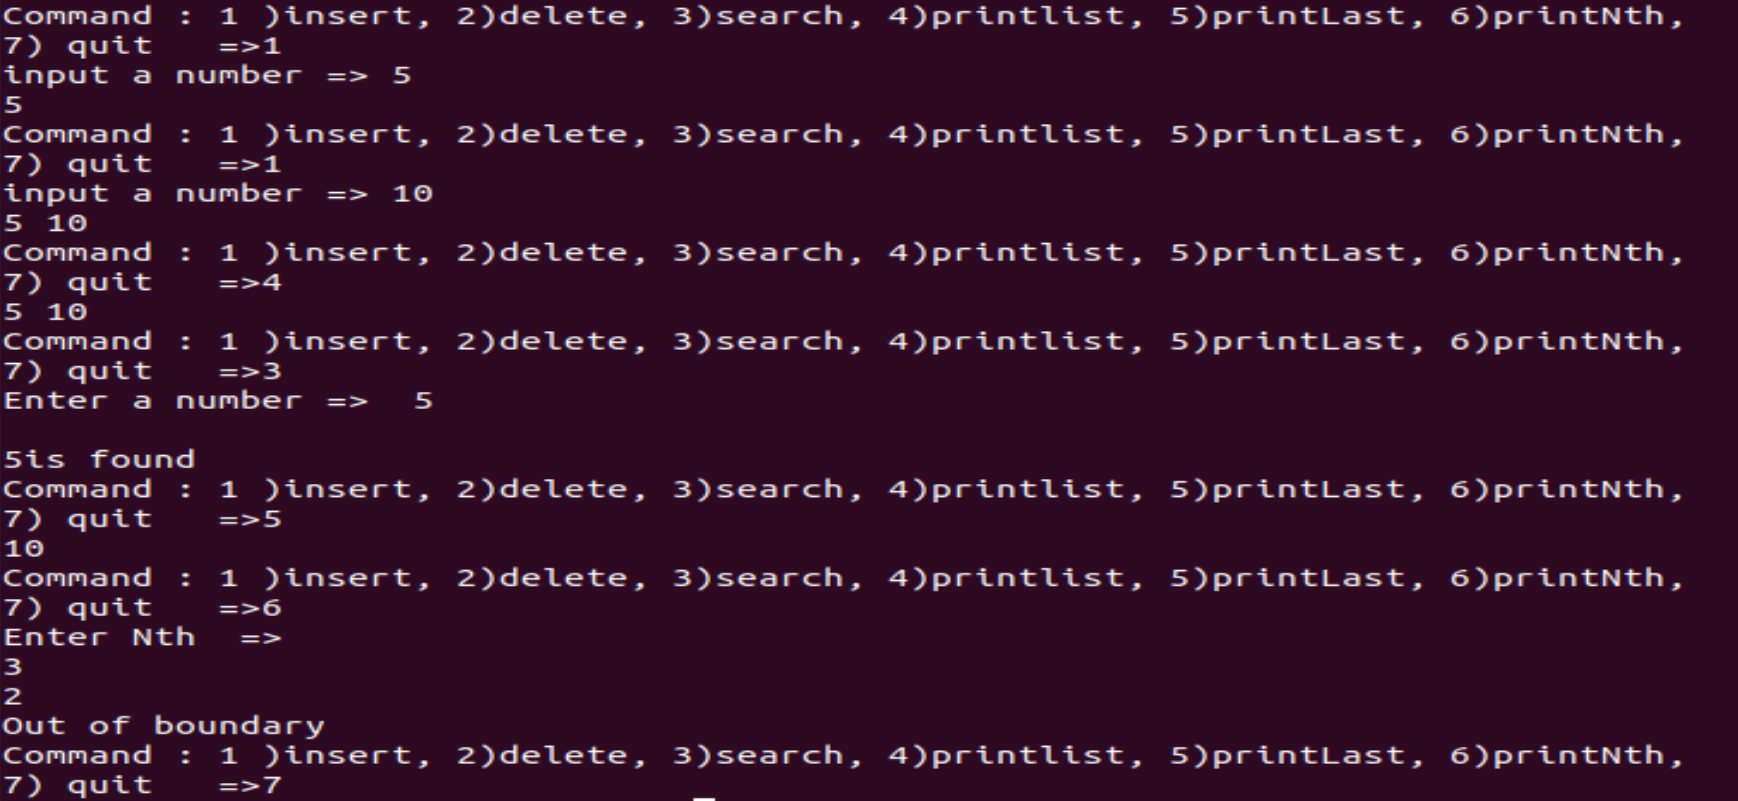 Command : 1 )insert, 2)delete, 3)search, 4)printlist, 5)printLast, 6)printNth,
7) quit   =>1
input a number => 5
5
Command : 1 )insert, 2)delete, 3)search, 4)printlist, 5)printLast, 6)printNth,
7) quit   =>1
input a number => 10
5 10
Command : 1 )insert, 2)delete, 3)search, 4)printlist, 5)printLast, 6)printNth,
7) quit   =>4
5 10
Command : 1 )insert, 2)delete, 3)search, 4)printlist, 5)printLast, 6)printNth,
7) quit   =>3
Enter a number =>  5

5is found
Command : 1 )insert, 2)delete, 3)search, 4)printlist, 5)printLast, 6)printNth,
7) quit   =>5
10
Command : 1 )insert, 2)delete, 3)search, 4)printlist, 5)printLast, 6)printNth,
7) quit   =>6
Enter Nth  =>
3
2
Out of boundary
Command : 1 )insert, 2)delete, 3)search, 4)printlist, 5)printLast, 6)printNth,
7) quit   =>7